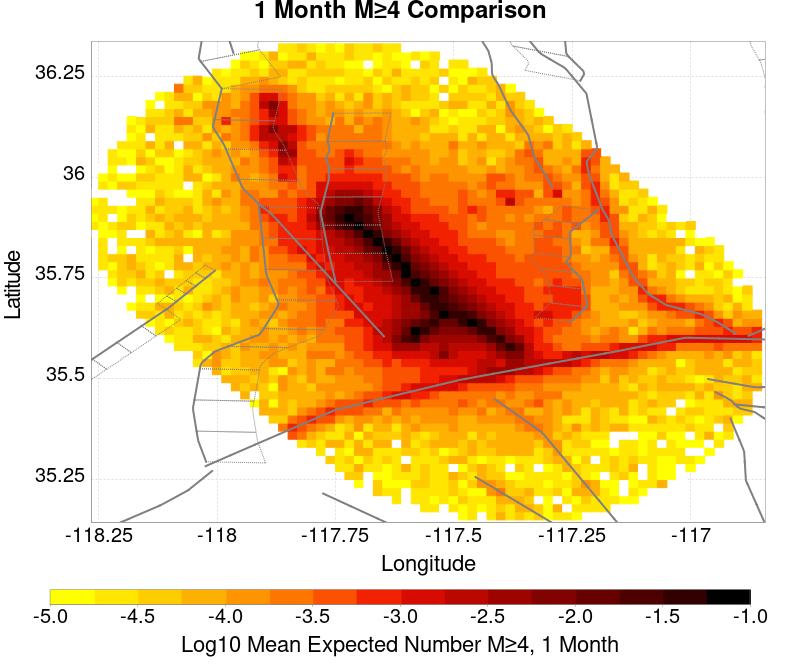 1 Month M≥4 Comparison
36.25
36
35.75
35.5
35.25
Latitude
-118.25 -118 -117.75 -117.5 -117.25 -117
Longitude
-5.0 -4.5 -4.0 -3.5 -3.0 -2.5 -2.0 -1.5 -1.0
Log10 Mean Expected Number M≥4, 1 Month